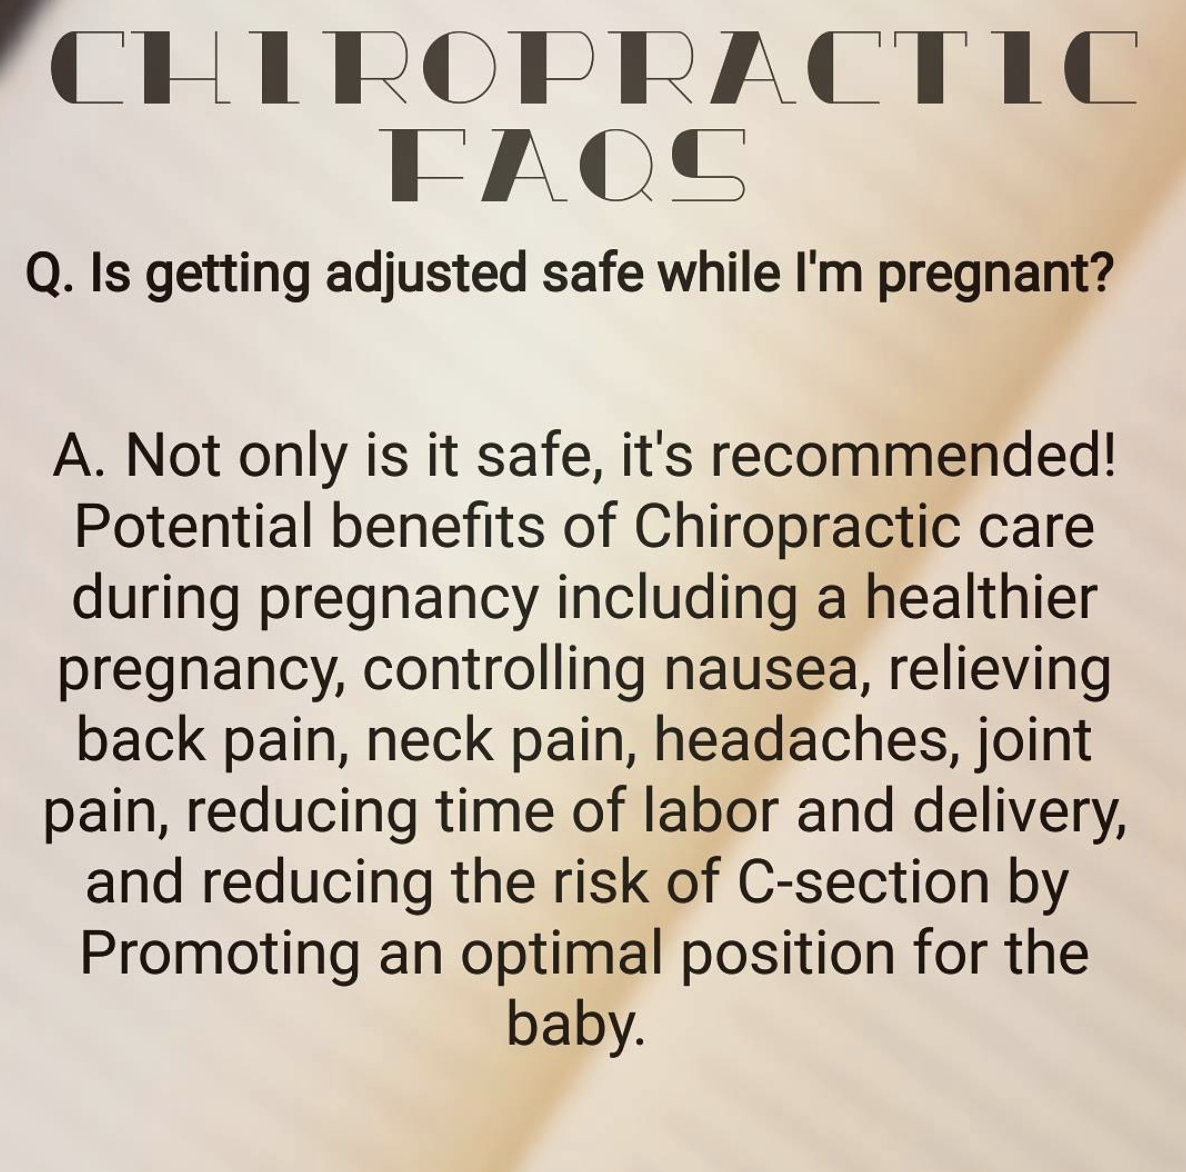 CHIROPRACTIC
FAQS
Q. Is getting adjusted safe while I'm pregnant?
A. Not only is it safe, it's recommended!
Potential benefits of Chiropractic care
during pregnancy including a healthier
pregnancy, controlling nausea, relieving
back pain, neck pain, headaches, joint
pain, reducing time of labor and delivery,
and reducing the risk of C-section by
Promoting an optimal position for the
baby.